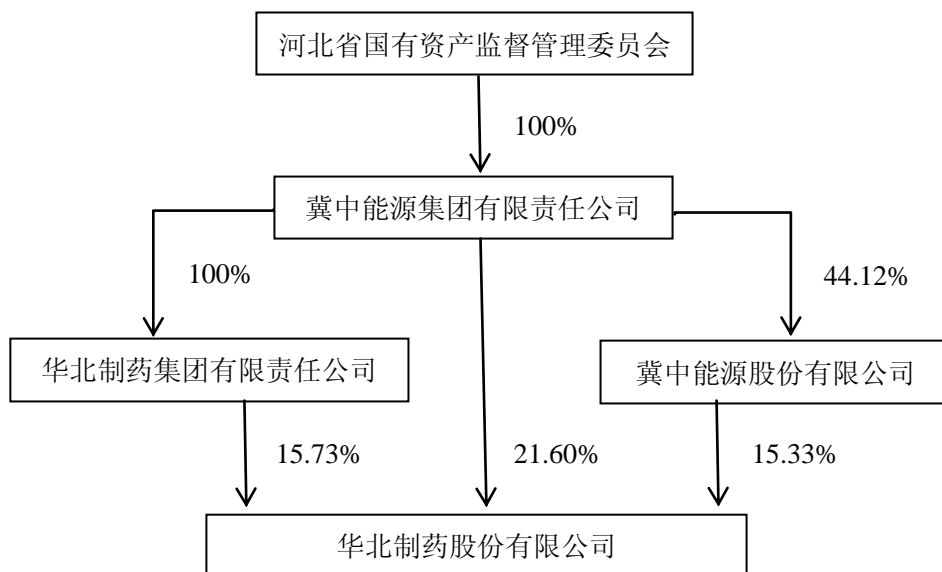 河北省国有资产监督管理委员会
100%
冀中能源集团有限责任公司
100%
44.12%
华北制药集团有限责任公司
冀中能源股份有限公司
15.73%
21.60%
15.33%
华北制药股份有限公司